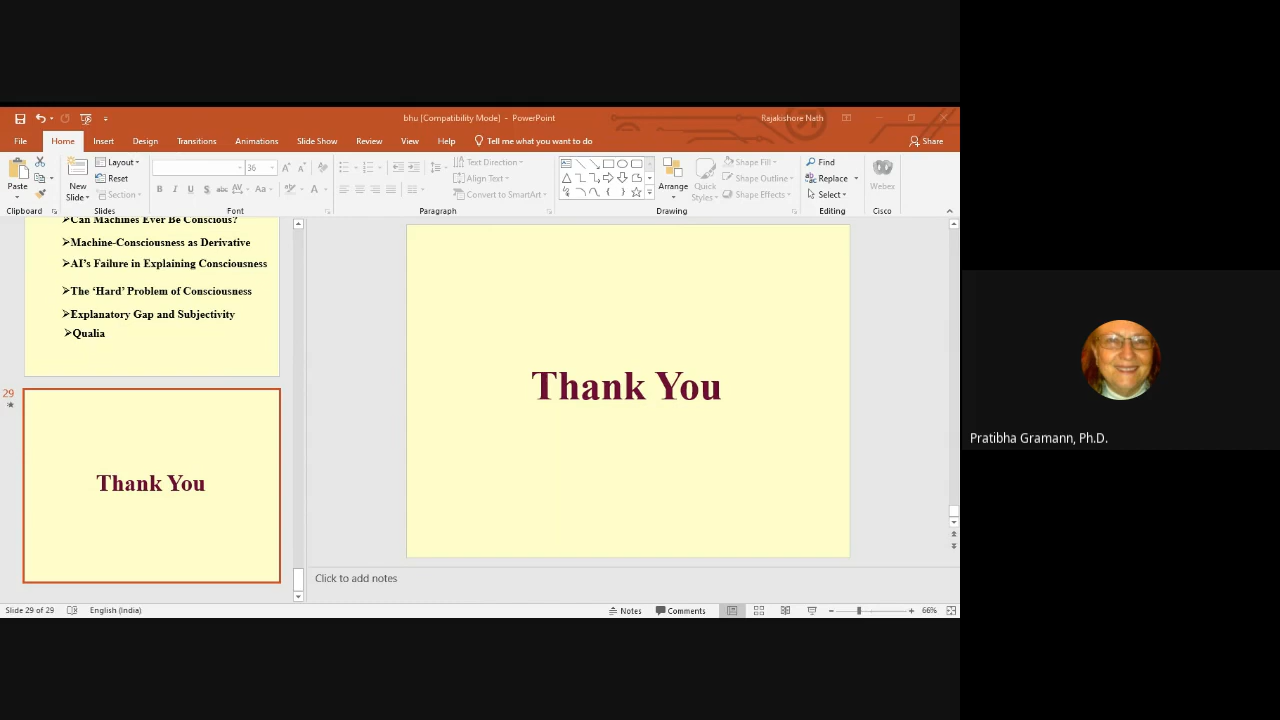 bhu [Compatibility Mode] - PowerPoint
Rajakishore Nath
File Home Insert Design Transitions Animations Slide Show Review View Help Tell me what you want to do
Share
Paste
Clipboard
New
Slide
Layout
Reset
Section
Slides
36
B I U S abc AV Aa A
Font
Text Direction
Align Text
Convert to SmartArt
Paragraph
Arrange
Quick
Styles
Shape Fill
Shape Outline
Shape Effects
Drawing
Find
Replace
Select
Editing
Webex
Cisco
➢Can Machines Ever Be Conscious?
➢Machine-Consciousness as Derivative
➢AI's Failure in Explaining Consciousness
➢The ‘Hard’ Problem of Consciousness
➢Explanatory Gap and Subjectivity
➢Qualia
29
Thank You
Thank You
Click to add notes
Slide 29 of 29
English (India)
Notes
Comments
66%
Pratibha Gramann, Ph.D.